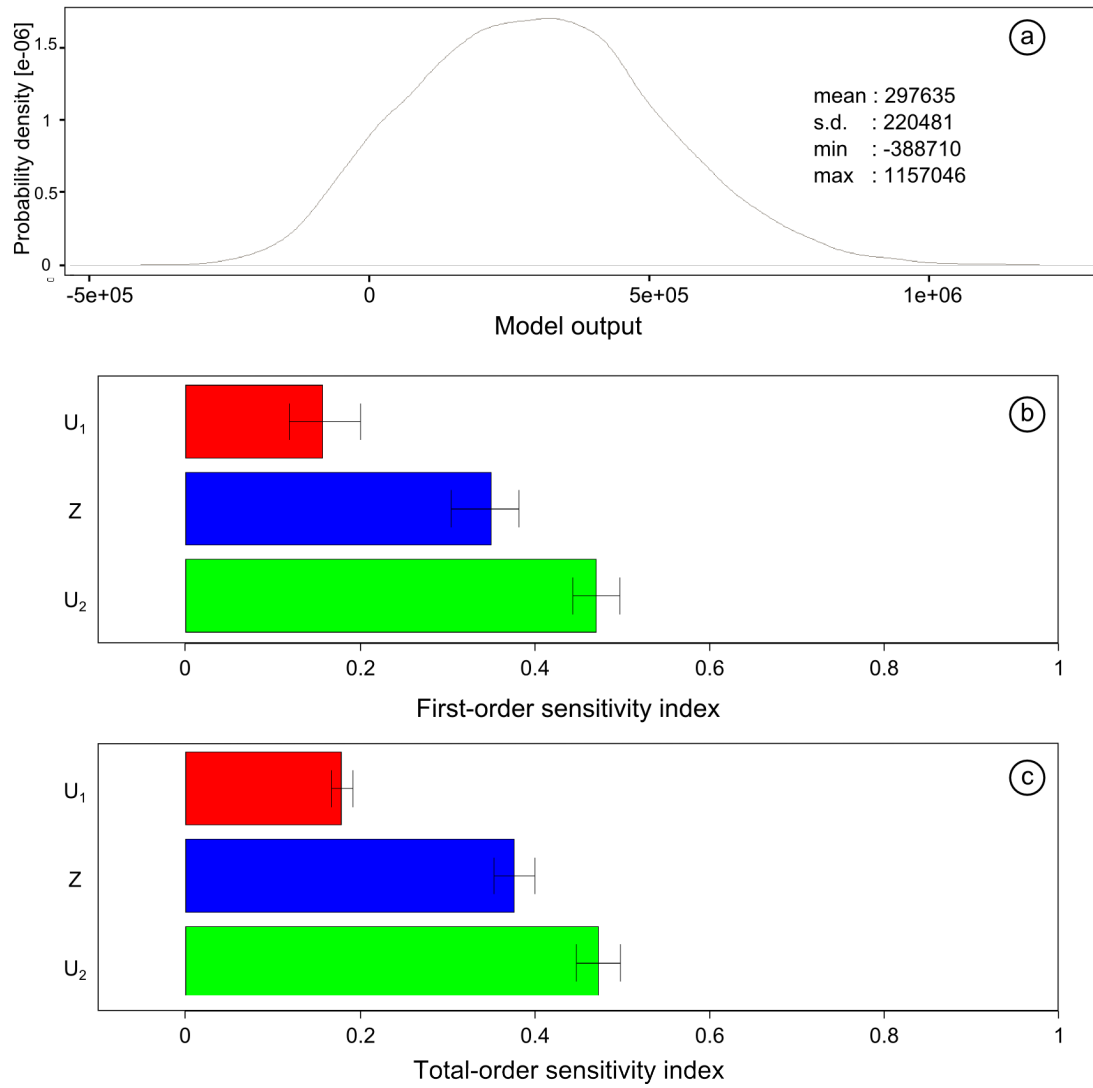 Probability density [e-06]
1.5
1
0.5
0
0
a
mean : 297635
s.d. : 220481
min : -388710
max : 1157046
-5e+05 0 5e+05 1e+06
Model output
b
U₁
Z
U₂
0 0.2 0.4 0.6 0.8 1
First-order sensitivity index
c
U₁
Z
U₂
0 0.2 0.4 0.6 0.8 1
Total-order sensitivity index